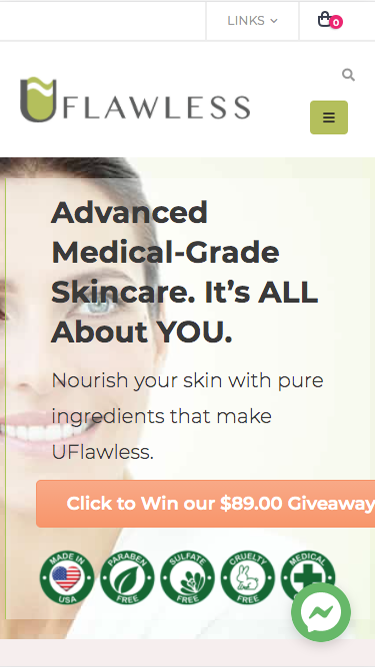 LINKS
0
UFLAWLESS
Advanced
Medical-Grade
Skincare. It's ALL
About YOU.
Nourish your skin with pure
ingredients that make
UFlawless.
Click to Win our $89.00 Giveaway
MADE IN USA
PARABEN FREE
SULFATE FREE
CRUELTY FREE
MEDICAL